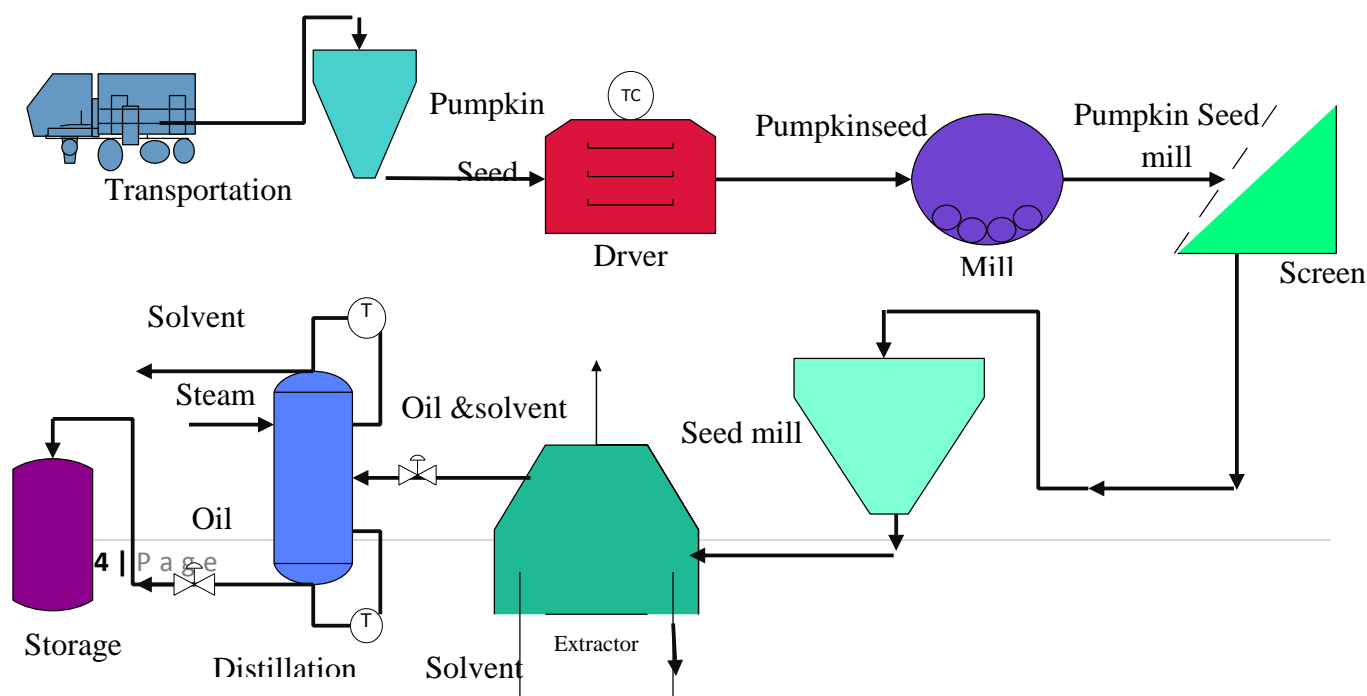 TC
Pumpkin
Seed
Pumpkinseed
Pumpkin Seed
mill
Transportation
Dryer
Mill
Screen
Solvent
T
Steam
Oil &solvent
Seed mill
Oil
4 | Page
T
Storage
Distillation
Solvent
Extractor